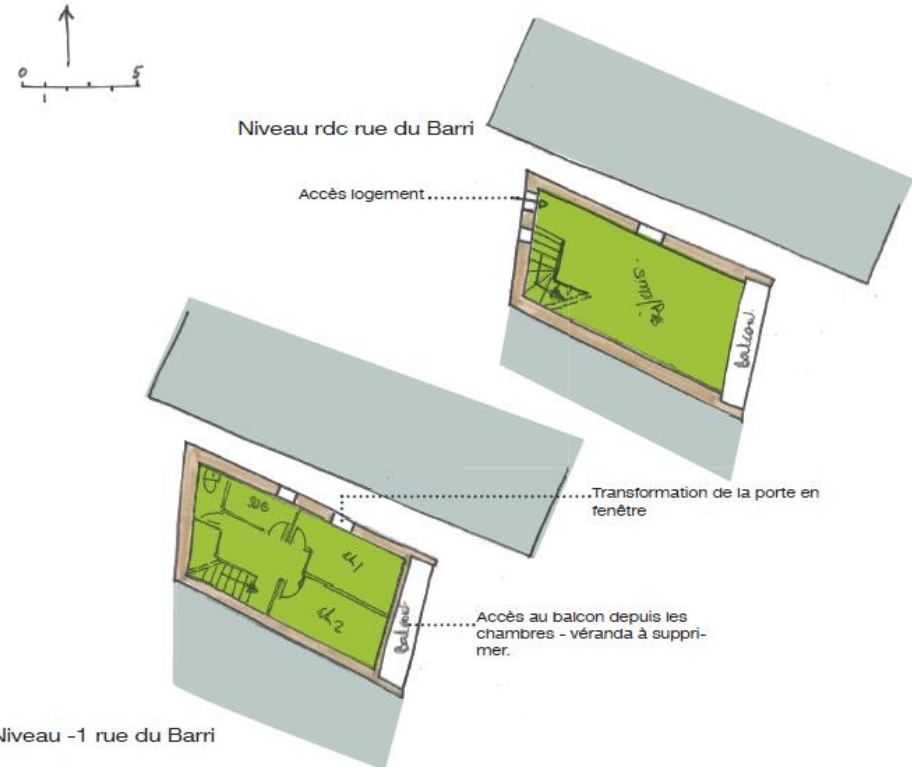 0 5
1
Niveau rdc rue du Barri
Accès logement
séjour
Balcon
SDB
Ch1
Ch2
Balcon
Transformation de la porte en
fenêtre
Accès au balcon depuis les
chambres - véranda à suppri-
mer.
Niveau -1 rue du Barri